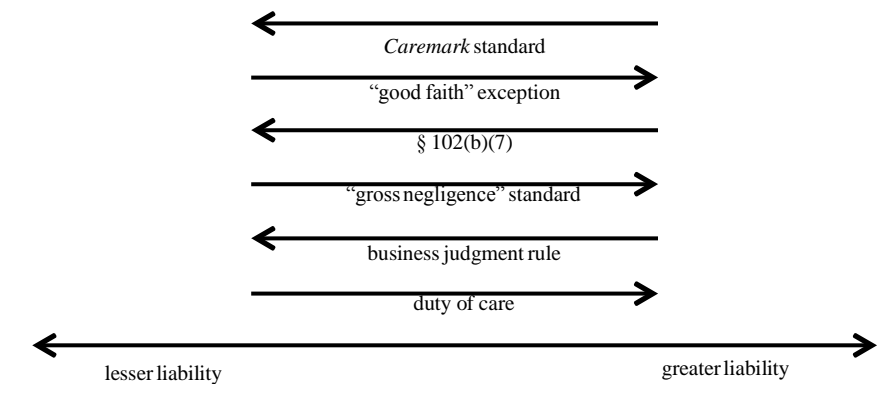 Caremark standard
“good faith” exception
§ 102(b)(7)
“gross negligence” standard
business judgment rule
duty of care
lesser liability
greater liability